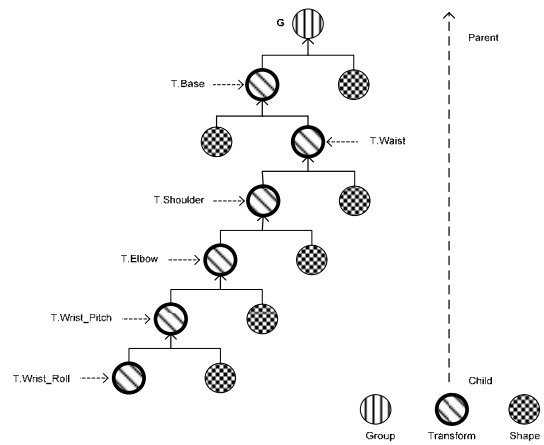 G
Parent
T.Base
T.Waist
T.Shoulder
T.Elbow
T.Wrist_Pitch
T.Wrist_Roll
Child
Group
Transform
Shape